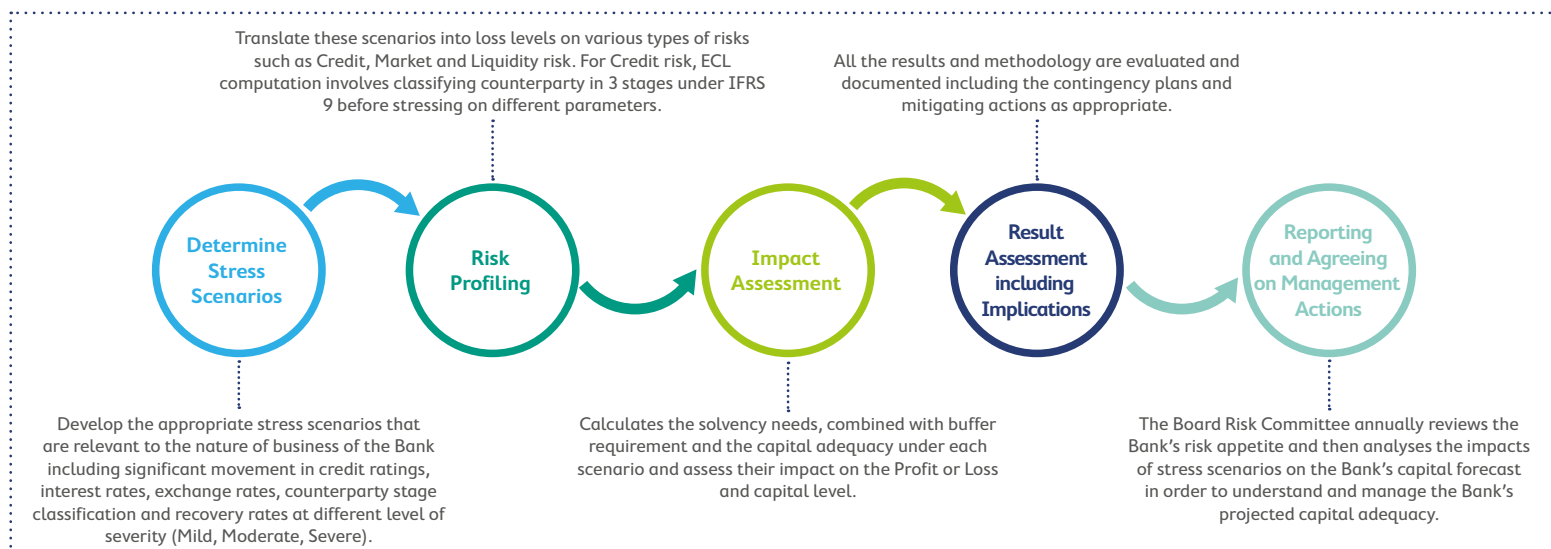 Translate these scenarios into loss levels on various types of risks
such as Credit, Market and Liquidity risk. For Credit risk, ECL
computation involves classifying counterparty in 3 stages under IFRS
9 before stressing on different parameters.
All the results and methodology are evaluated and
documented including the contingency plans and
mitigating actions as appropriate.
Determine
Stress
Scenarios
Risk
Profiling
Impact
Assessment
Result
Assessment
including
Implications
Reporting
and Agreeing
on Management
Actions
Develop the appropriate stress scenarios that
are relevant to the nature of business of the Bank
including significant movement in credit ratings,
interest rates, exchange rates, counterparty stage
classification and recovery rates at different level of
severity (Mild, Moderate, Severe).
Calculates the solvency needs, combined with buffer
requirement and the capital adequacy under each
scenario and assess their impact on the Profit or Loss
and capital level.
The Board Risk Committee annually reviews the
Bank’s risk appetite and then analyses the impacts
of stress scenarios on the Bank’s capital forecast
in order to understand and manage the Bank’s
projected capital adequacy.